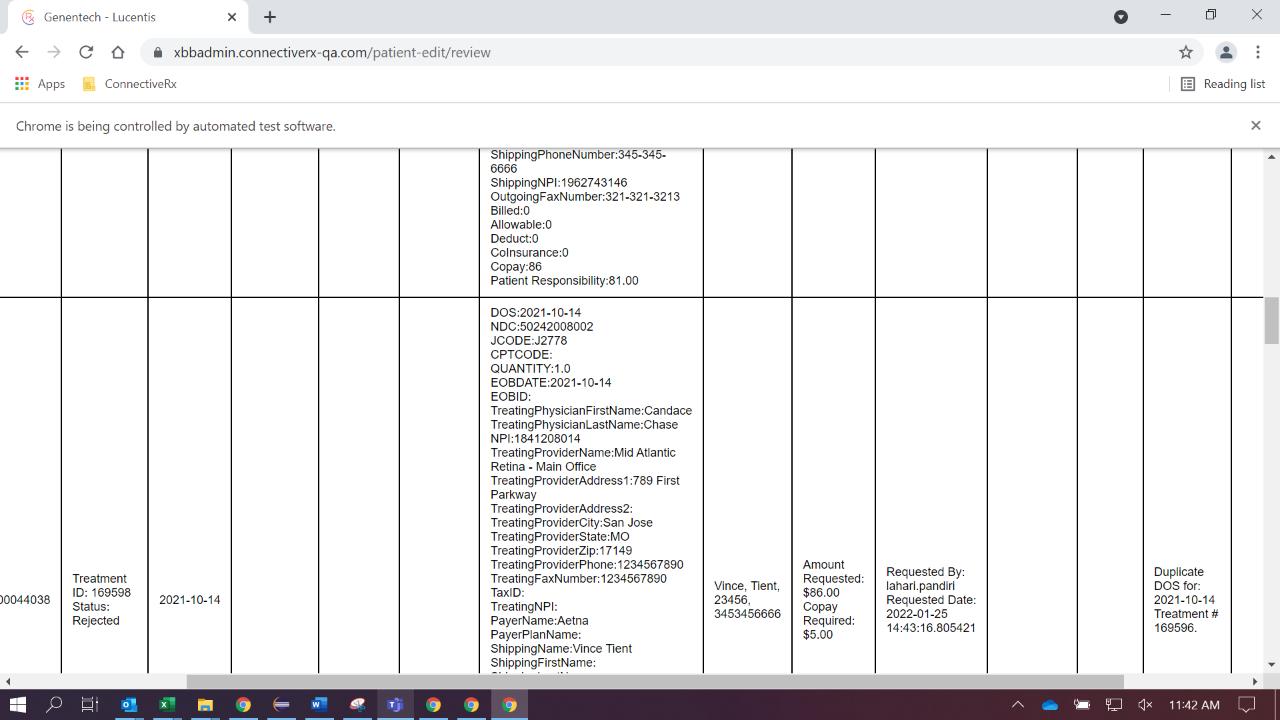 Genentech - Lucentis
xbbadmin.connectiverx-qa.com/patient-edit/review
Apps
ConnectiveRx
Reading list
Chrome is being controlled by automated test software.
ShippingPhoneNumber:345-345-
6666
ShippingNPI:1962743146
OutgoingFaxNumber:321-321-3213
Billed:0
Allowable:0
Deduct:0
CoInsurance:0
Copay:86
Patient Responsibility:81.00
00044038
Treatment
ID: 169598
Status:
Rejected
2021-10-14
DOS:2021-10-14
NDC:50242008002
JCODE:J2778
CPTCODE:
QUANTITY:1.0
EOBDATE:2021-10-14
EOBID:
TreatingPhysicianFirstName:Candace
TreatingPhysicianLastName:Chase
NPI:1841208014
TreatingProviderName:Mid Atlantic
Retina - Main Office
TreatingProviderAddress1:789 First
Parkway
TreatingProviderAddress2:
TreatingProviderCity:San Jose
TreatingProviderState:MO
TreatingProviderZip:17149
TreatingProviderPhone:1234567890
TreatingFaxNumber:1234567890
TaxID:
TreatingNPI:
PayerName:Aetna
PayerPlanName:
ShippingName:Vince Tient
ShippingFirstName:
Vince, Tient,
23456,
3453456666
Amount
Requested:
$86.00
Copay
Required:
$5.00
Requested By:
lahari.pandiri
Requested Date:
2022-01-25
14:43:16.805421
Duplicate
DOS for:
2021-10-14
Treatment #
169596.
11:42 AM